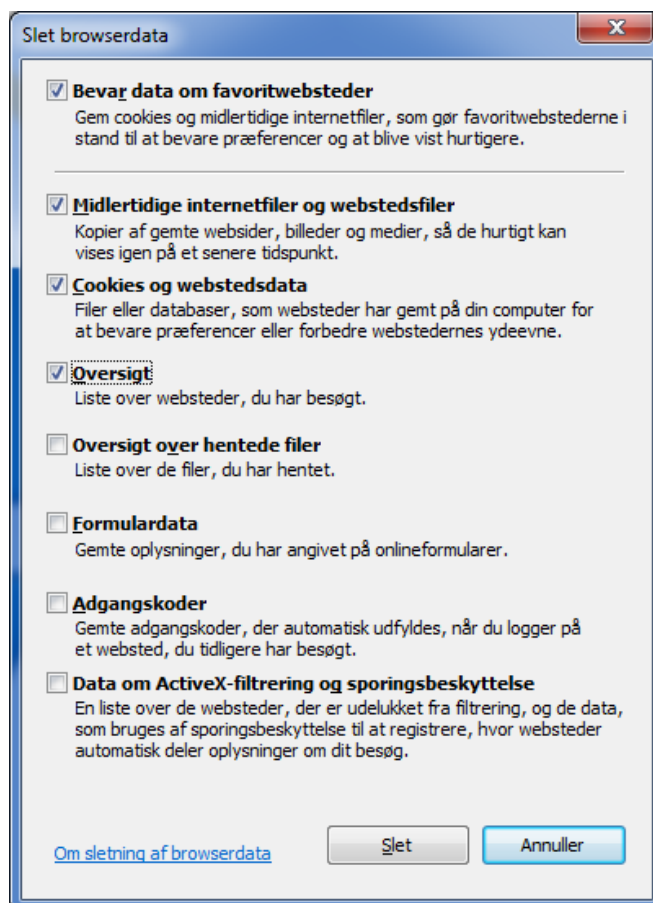 Slet browserdata
Bevar data om favoritwebsteder
Gem cookies og midlertidige internetfiler, som gør favoritwebstederne i
stand til at bevare præferencer og at blive vist hurtigere.
Midlertidige internetfiler og webstedsfiler
Kopier af gemte websider, billeder og medier, så de hurtigt kan
vises igen på et senere tidspunkt.
Cookies og webstedsdata
Filer eller databaser, som websteder har gemt på din computer for
at bevare præferencer eller forbedre webstedernes ydeevne.
Oversigt
Liste over websteder, du har besøgt.
Oversigt over hentede filer
Liste over de filer, du har hentet.
Formulardata
Gemte oplysninger, du har angivet på onlineformularer.
Adgangskoder
Gemte adgangskoder, der automatisk udfyldes, når du logger på
et websted, du tidligere har besøgt.
Data om ActiveX-filtrering og sporingsbeskyttelse
En liste over de websteder, der er udelukket fra filtrering, og de data,
som bruges af sporingsbeskyttelse til at registrere, hvor websteder
automatisk deler oplysninger om dit besøg.
Om sletning af browserdata
Slet
Annuller